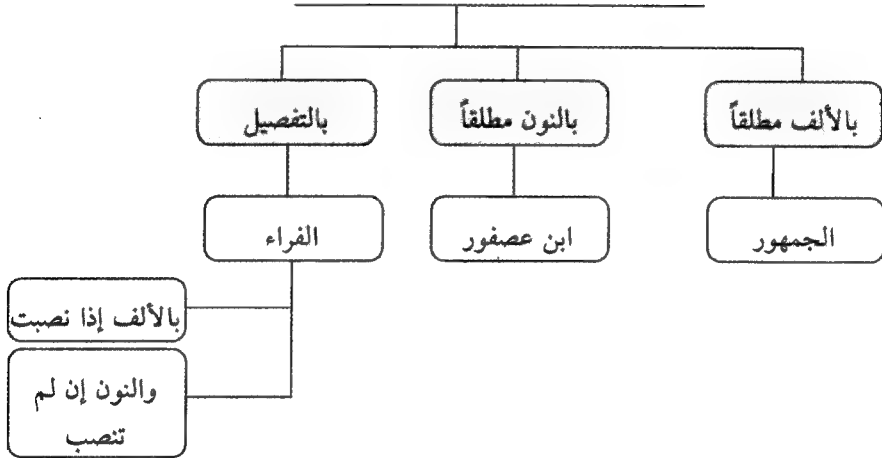 بالألف مطلقاً
بالنون مطلقاً
بالتفصيل
الجمهور
ابن عصفور
الفراء
بالألف إذا نصبت
والنون إن لم
تنصب